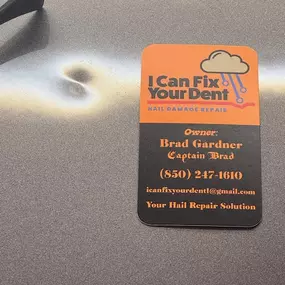 I Can Fix
Your Dent
HAIL DAMAGE REPAIR
Owner:
Brad Gardner
Captain Brad
(850) 247-1610
icanfixyourdent1@gmail.com
Your Hail Repair Solution